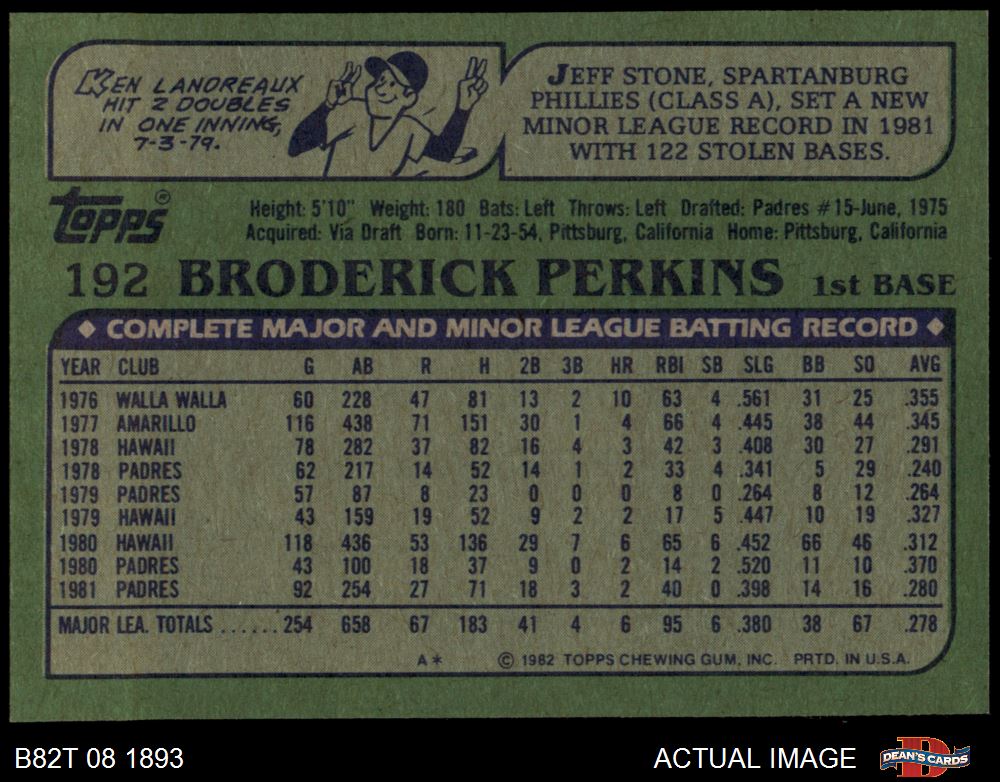 KEN LANDREAUX
HIT 2 DOUBLES
IN ONE INNING,
7-3-79.
JEFF STONE, SPARTANBURG
PHILLIES (CLASS A), SET A NEW
MINOR LEAGUE RECORD IN 1981
WITH 122 STOLEN BASES.
Topps®
Height: 5'10" Weight: 180 Bats: Left Throws: Left Drafted: Padres #15-June, 1975
Acquired: Via Draft Born: 11-23-54, Pittsburg, California Home: Pittsburg, California
192 BRODERICK PERKINS 1st BASE
◆ COMPLETE MAJOR AND MINOR LEAGUE BATTING RECORD ◆
YEAR CLUB G AB R H 2B 3B HR RBI SB SLG BB SO AVG
1976 WALLA WALLA 60 228 47 81 13 2 10 63 4 .561 31 25 .355
1977 AMARILLO 116 438 71 151 30 1 4 66 4 .445 38 44 .345
1978 HAWAII 78 282 37 82 16 4 3 42 3 .408 30 27 .291
1978 PADRES 62 217 14 52 14 1 2 33 4 .341 5 29 .240
1979 PADRES 57 87 8 23 0 0 0 8 0 .264 8 12 .264
1979 HAWAII 43 159 19 52 9 2 2 17 5 .447 10 19 .327
1980 HAWAII 118 436 53 136 29 7 6 65 6 .452 66 46 .312
1980 PADRES 43 100 18 37 9 0 2 14 2 .520 11 10 .370
1981 PADRES 92 254 27 71 18 3 2 40 0 .398 14 16 .280
MAJOR LEA. TOTALS ...... 254 658 67 183 41 4 6 95 6 .380 38 67 .278
A* © 1982 TOPPS CHEWING GUM, INC. PRTD. IN U.S.A.
B82T 08 1893 ACTUAL IMAGE DEAN'S CARDS